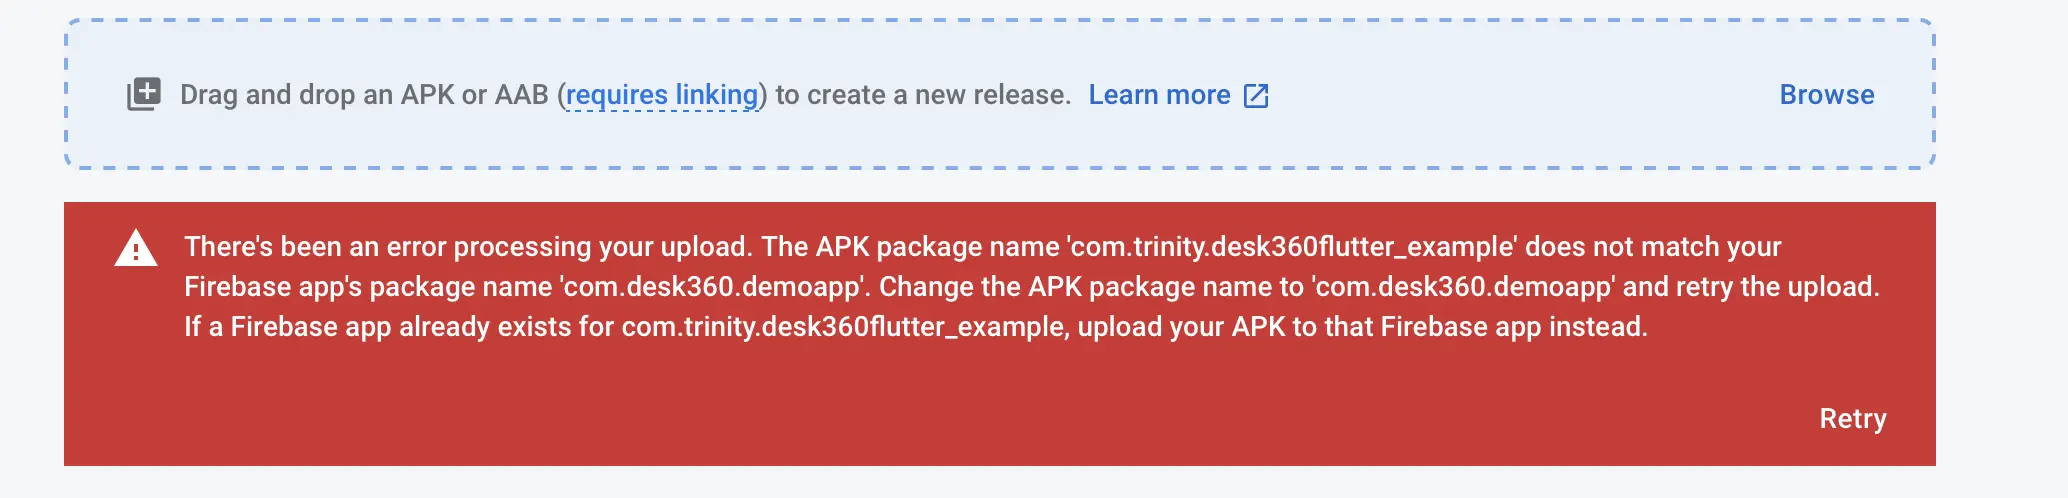 Drag and drop an APK or AAB (requires linking) to create a new release. Learn more Browse
There's been an error processing your upload. The APK package name 'com.trinity.desk360flutter_example' does not match your
Firebase app's package name 'com.desk360.demoapp'. Change the APK package name to 'com.desk360.demoapp' and retry the upload.
If a Firebase app already exists for com.trinity.desk360flutter_example, upload your APK to that Firebase app instead.
Retry